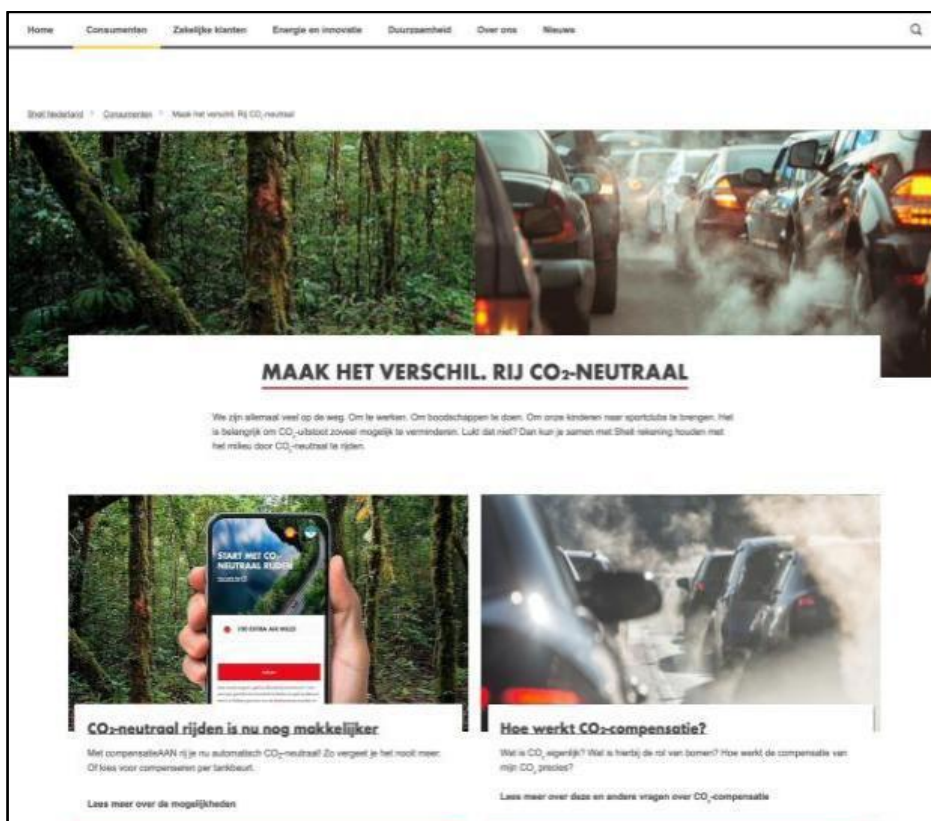 Home Consumenten Zakelijke klanten Energie en innovatie Duurzaamheid Over ons Nieuws
Shell Nederland > Consumenten > Maak het verschil. Rij CO₂-neutraal
MAAK HET VERSCHIL. RIJ CO₂-NEUTRAAL
We zijn allemaal veel op de weg. Om te werken. Om boodschappen te doen. Om onze kinderen naar sportclubs te brengen. Het
is belangrijk om CO₂-uitstoot zoveel mogelijk te verminderen. Lukt dat niet? Dan kun je samen met Shell rekening houden met
het milieu door CO₂-neutraal te rijden.
START MET CO₂-
NEUTRAAL RIJDEN
EXTRA AIR MILES
CO₂-neutraal rijden is nu nog makkelijker
Met compensatieAAN rij je nu automatisch CO₂-neutraal! Zo vergeet je het nooit meer.
Of kies voor compenseren per tankbeurt.
Lees meer over de mogelijkheden
Hoe werkt CO₂-compensatie?
Wat is CO₂ eigenlijk? Wat is hierbij de rol van bomen? Hoe werkt de compensatie van
mijn CO₂ precies?
Lees meer over deze en andere vragen over CO₂-compensatie